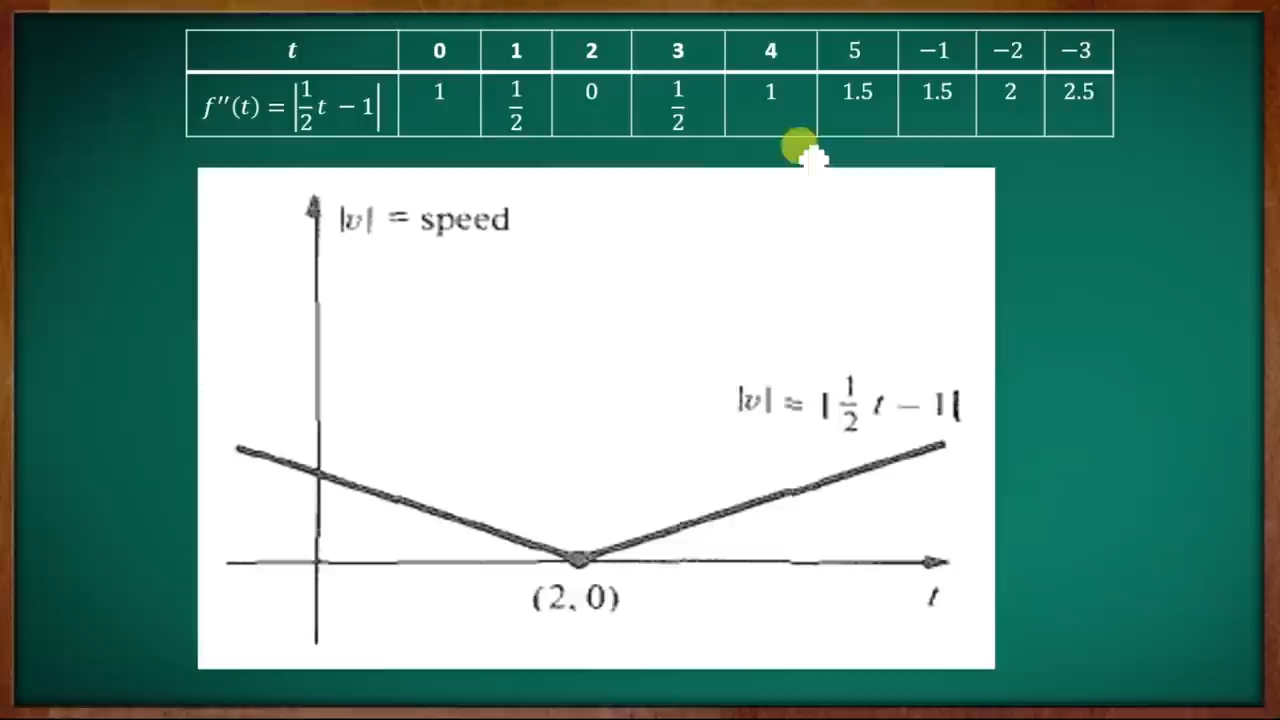 t 0 1 2 3 4 5 −1 −2 −3
f″(t) = |1/2 t − 1| 1 1/2 0 1/2 1 1.5 1.5 2 2.5
|v| = speed
|v| = |1/2 t − 1|
(2, 0)
t